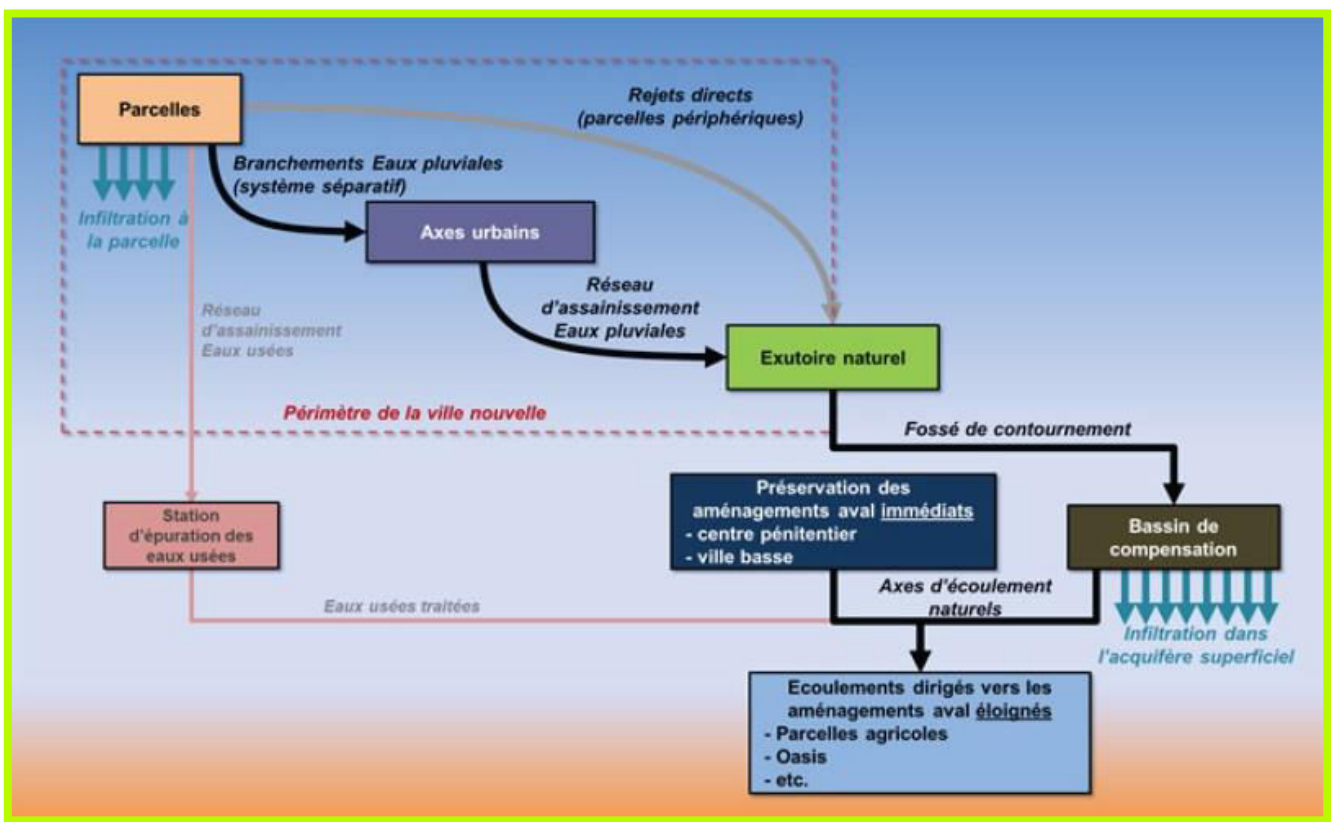 Parcelles
Rejets directs
(parcelles périphériques)
Branchements Eaux pluviales
(système séparatif)
Infiltration à
la parcelle
Axes urbains
Réseau
d'assainissement
Eaux pluviales
Réseau
d'assainissement
Eaux usées
Exutoire naturel
Périmètre de la ville nouvelle
Fossé de contournement
Préservation des
aménagements aval immédiats
- centre pénitentier
- ville basse
Station
d'épuration des
eaux usées
Bassin de
compensation
Axes d'écoulement
naturels
Eaux usées traitées
Infiltration dans
l'acquifère superficiel
Ecoulements dirigés vers les
aménagements aval éloignés
- Parcelles agricoles
- Oasis
- etc.